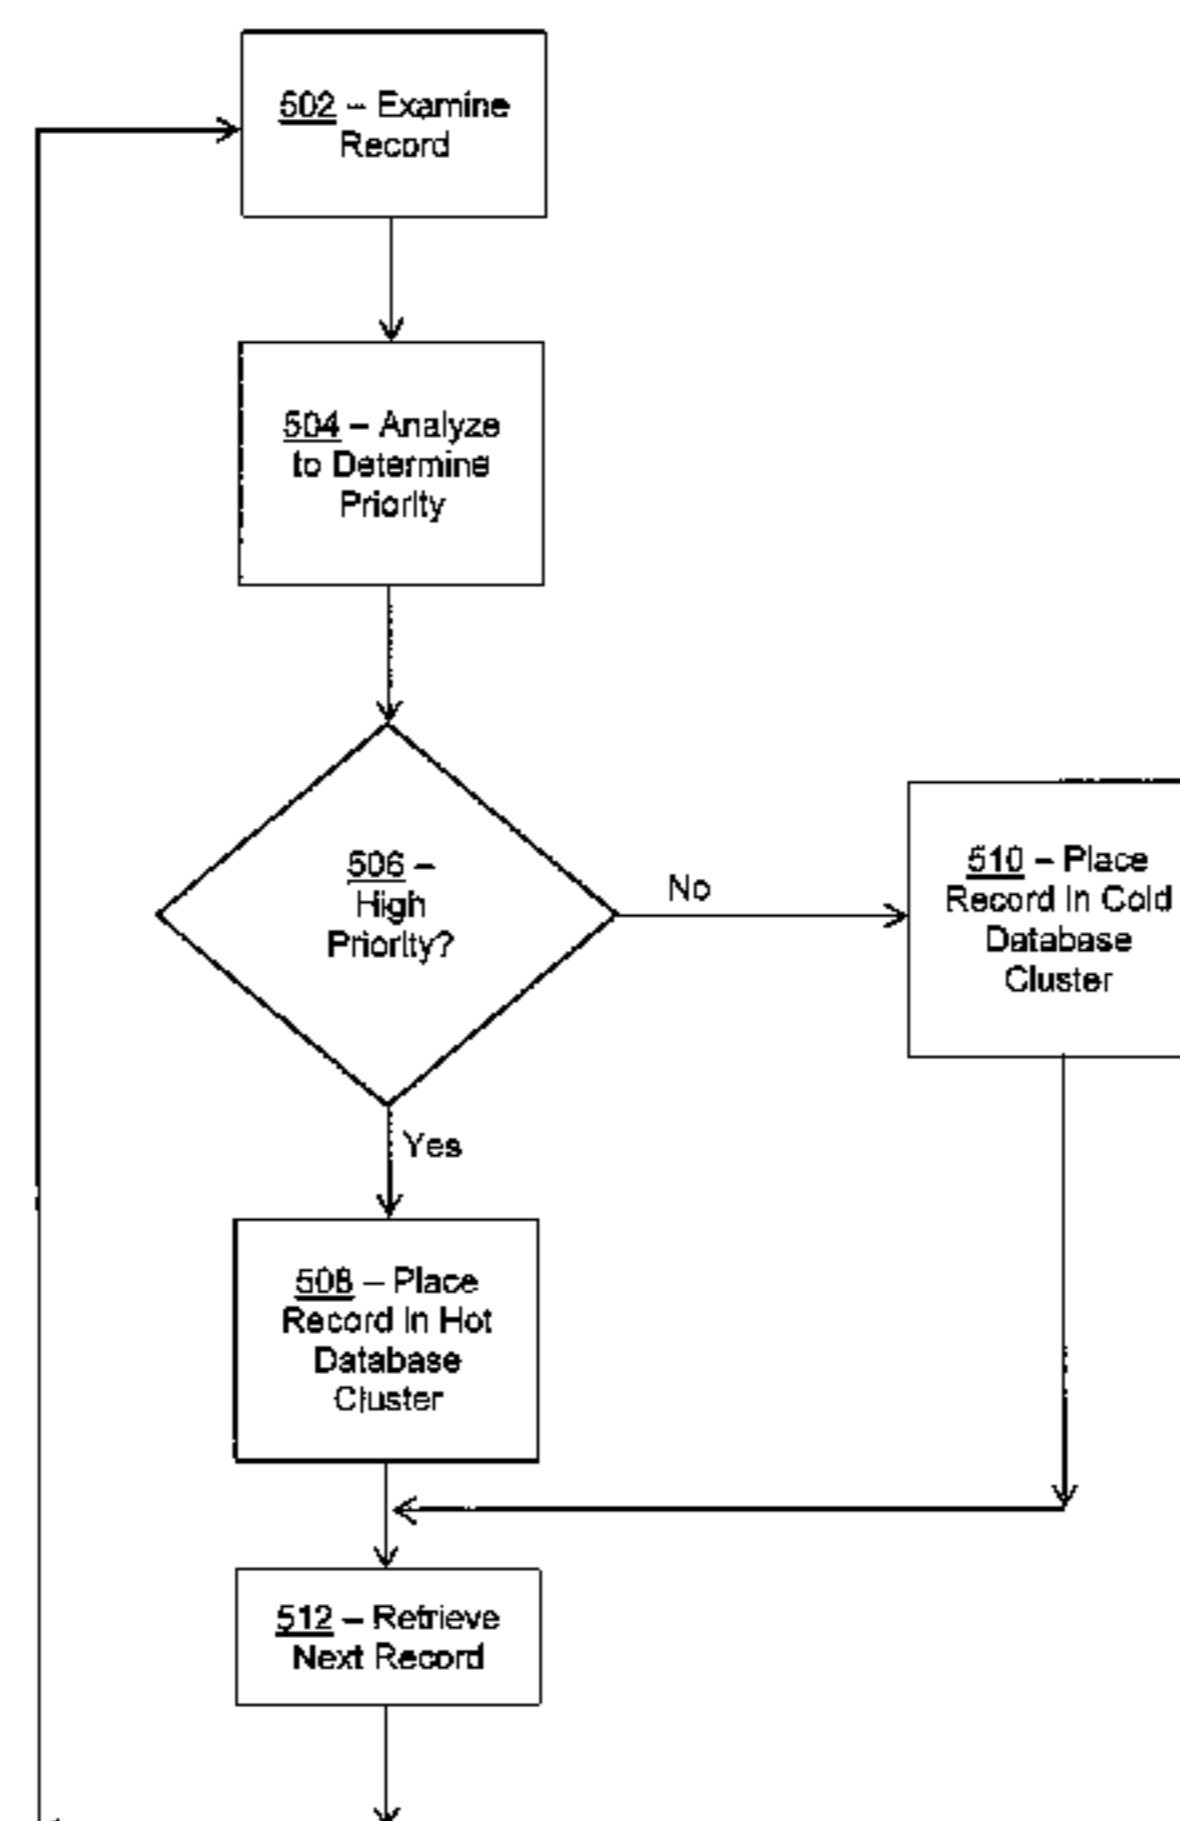 502 – Examine
Record
504 – Analyze
to Determine
Priority
506 –
High
Priority?
No
510 – Place
Record In Cold
Database
Cluster
Yes
508 – Place
Record In Hot
Database
Cluster
512 – Retrieve
Next Record